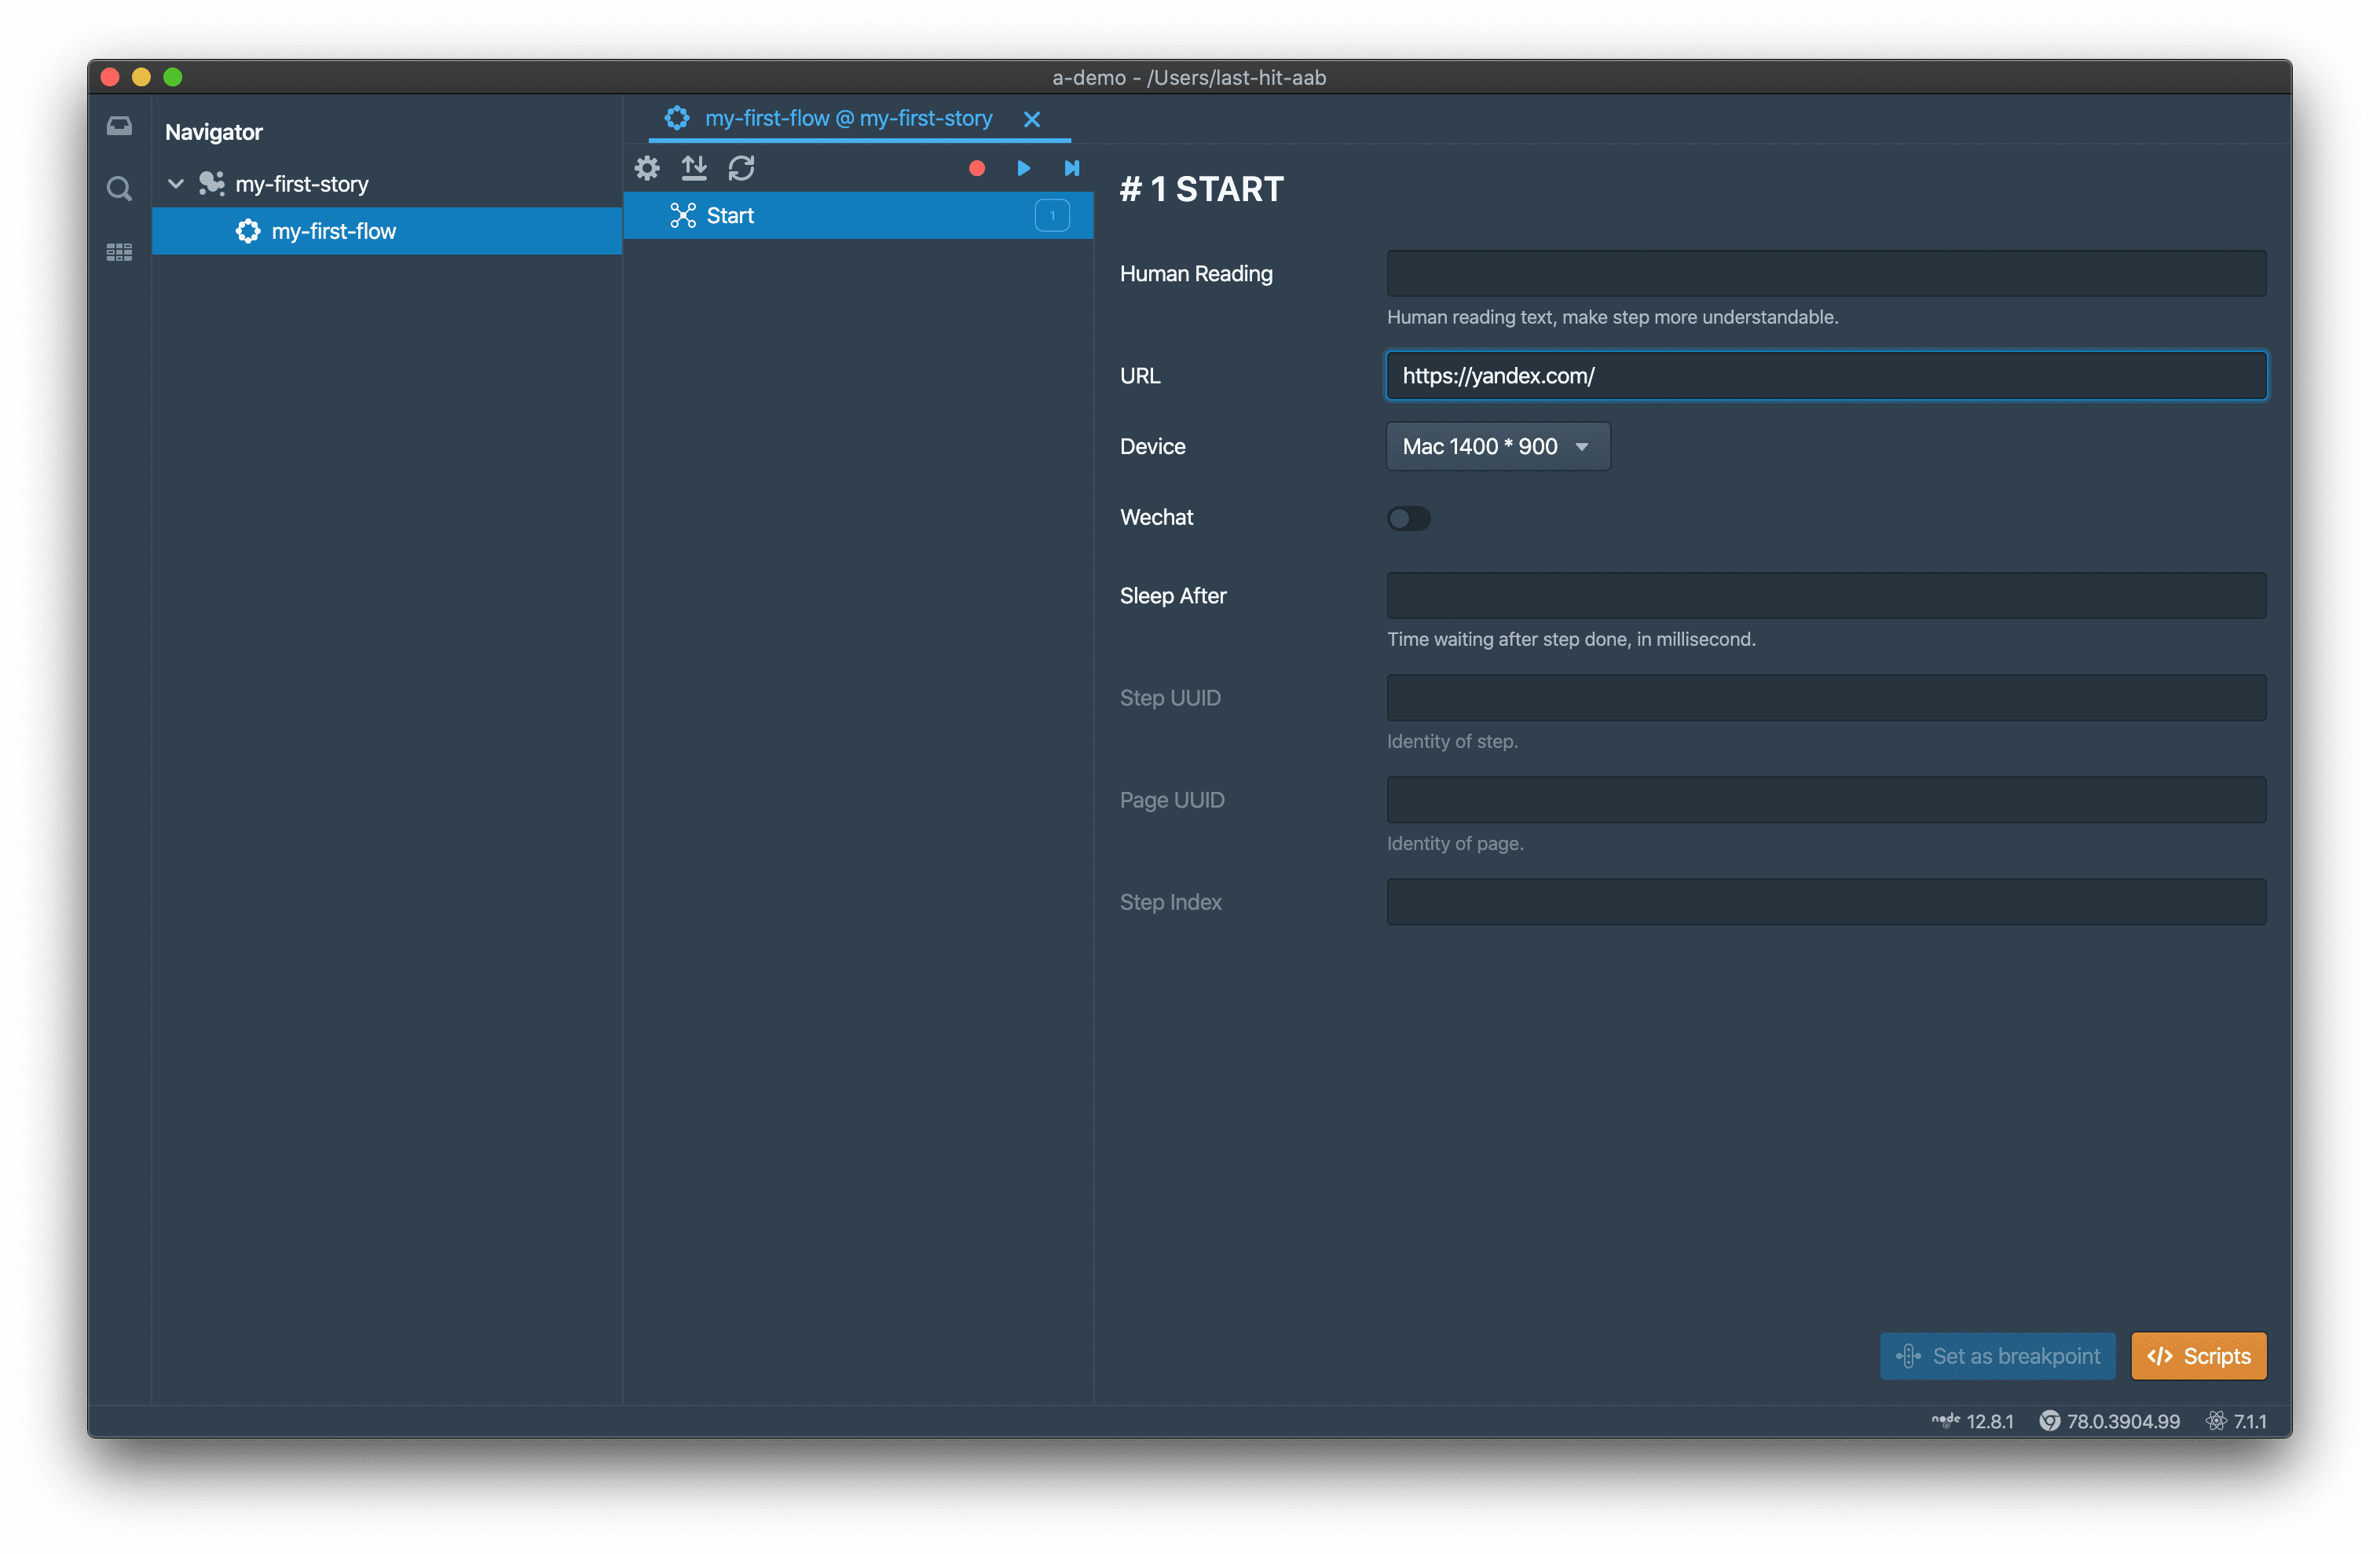 a-demo - /Users/last-hit-aab
Navigator
my-first-story
my-first-flow
my-first-flow @ my-first-story
Start
1
# 1 START
Human Reading
Human reading text, make step more understandable.
URL
https://yandex.com/
Device
Mac 1400 * 900
Wechat
Sleep After
Time waiting after step done, in millisecond.
Step UUID
Identity of step.
Page UUID
Identity of page.
Step Index
Set as breakpoint
</> Scripts
node 12.8.1
78.0.3904.99
7.1.1